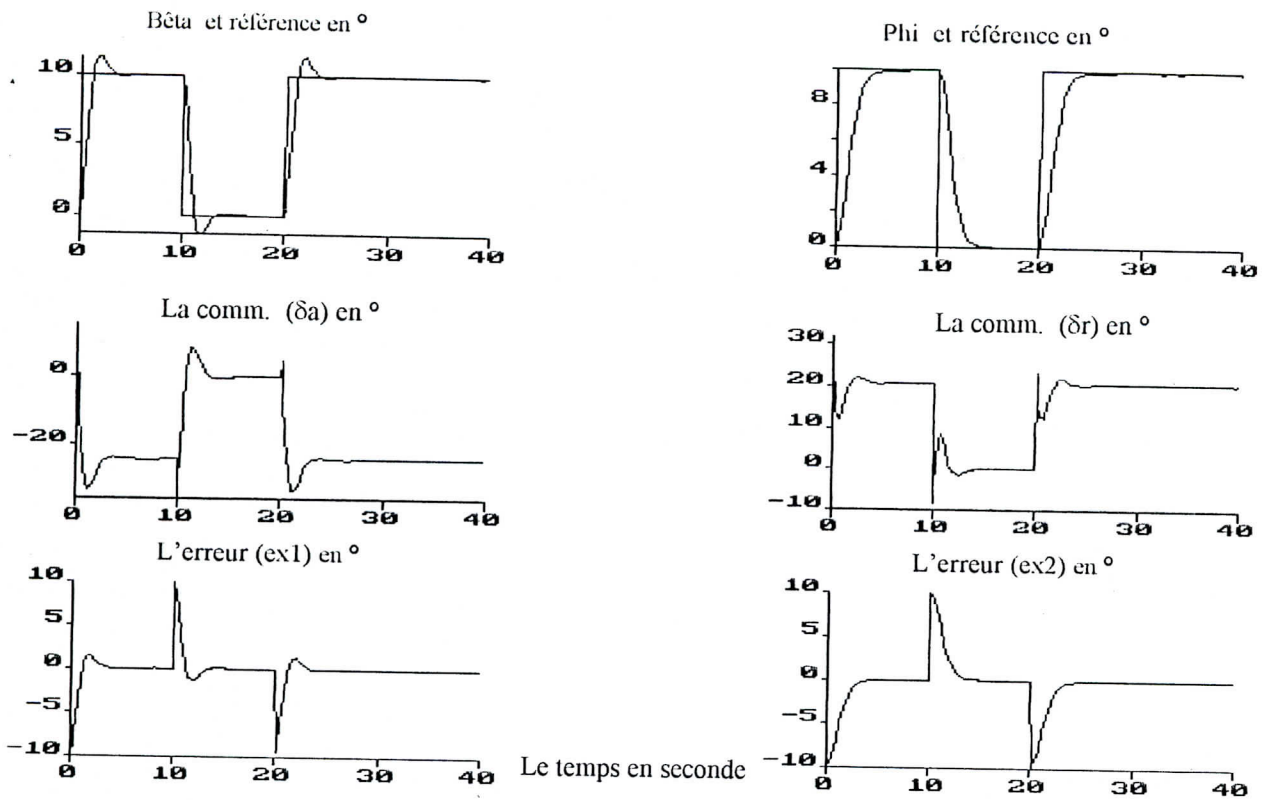 Bêta et référence en °
Phi et référence en °
10
5
0
0 10 20 30 40
8
4
0
0 10 20 30 40
La comm. (δa) en °
La comm. (δr) en °
0
-20
0 10 20 30 40
30
20
10
0
-10
0 10 20 30 40
L'erreur (ex1) en °
L'erreur (ex2) en °
10
5
0
-5
-10
0 10 20 30 40
10
5
0
-5
-10
0 10 20 30 40
Le temps en seconde